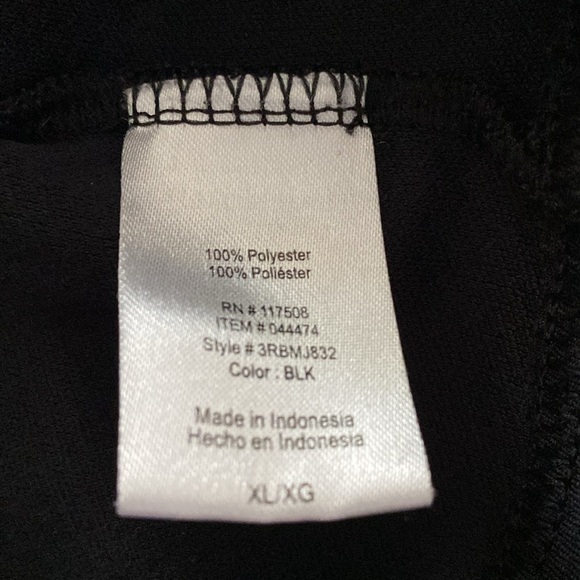 100% Polyester
100% Poliéster
RN # 117508
ITEM # 044474
Style # 3RBMJ832
Color : BLK
Made in Indonesia
Hecho en Indonesia
XL/XG